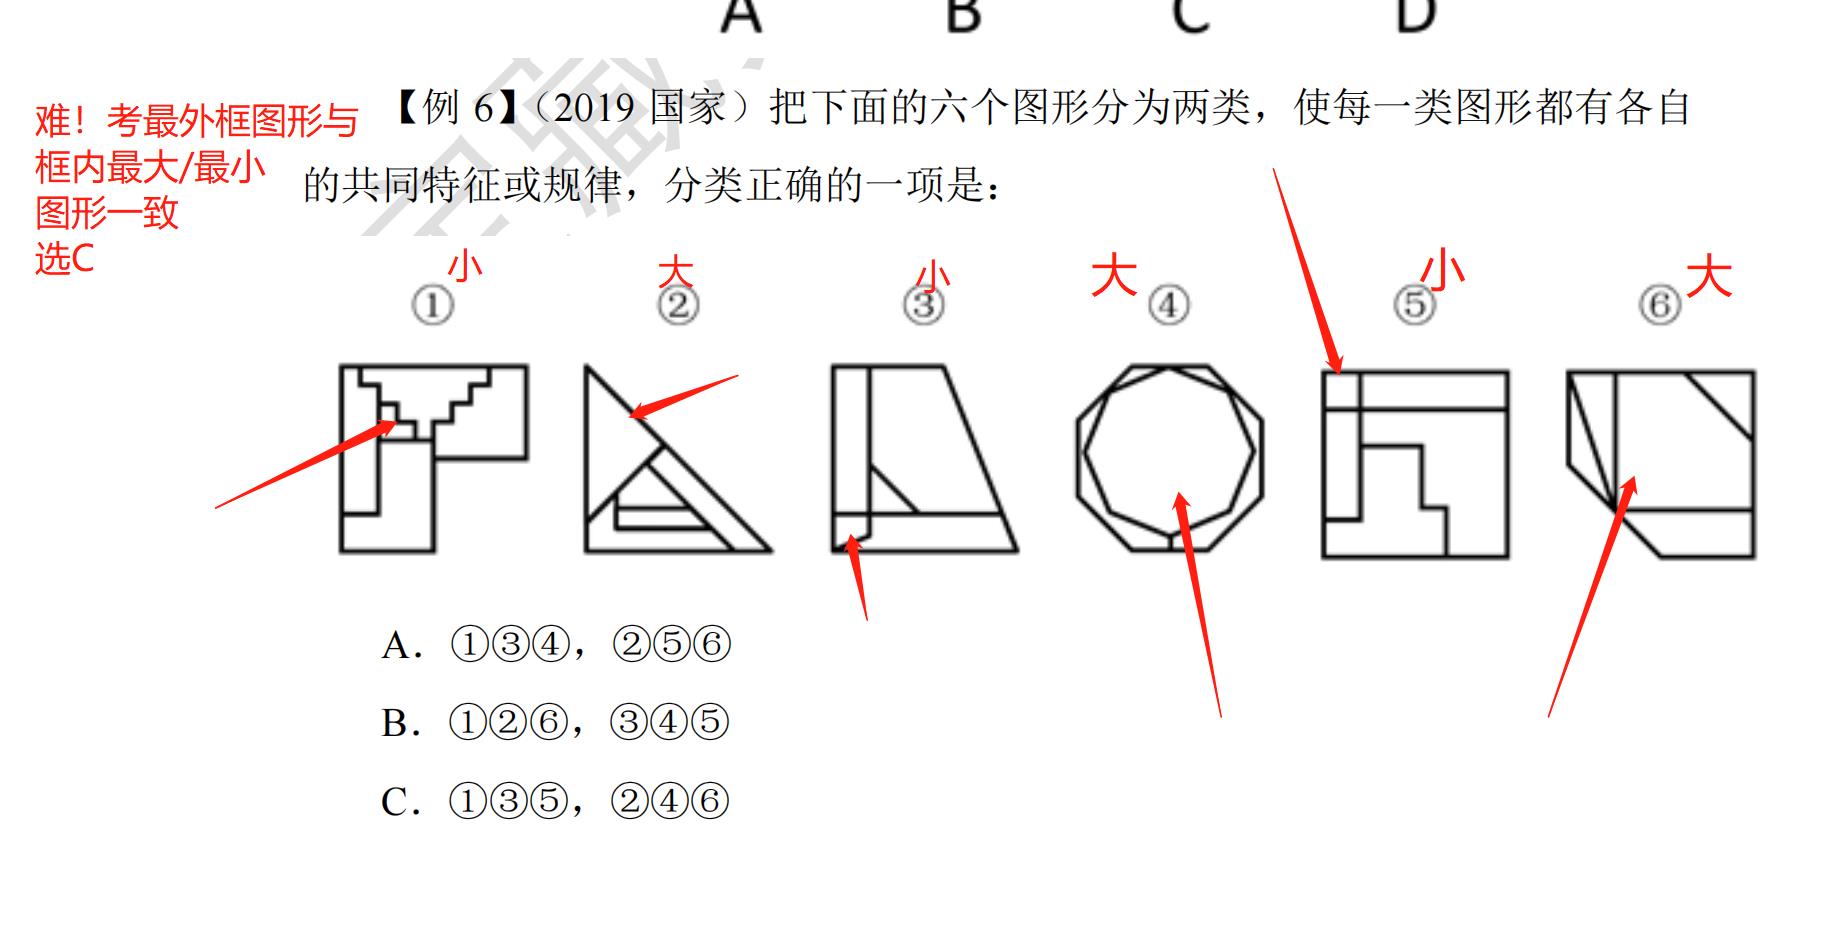 A B C D
难！考最外框图形与
框内最大/最小
图形一致
选C
【例 6】（2019 国家）把下面的六个图形分为两类，使每一类图形都有各自
的共同特征或规律，分类正确的一项是：
小 大 小 大 小 大
① ② ③ ④ ⑤ ⑥
A．①③④，②⑤⑥
B．①②⑥，③④⑤
C．①③⑤，②④⑥